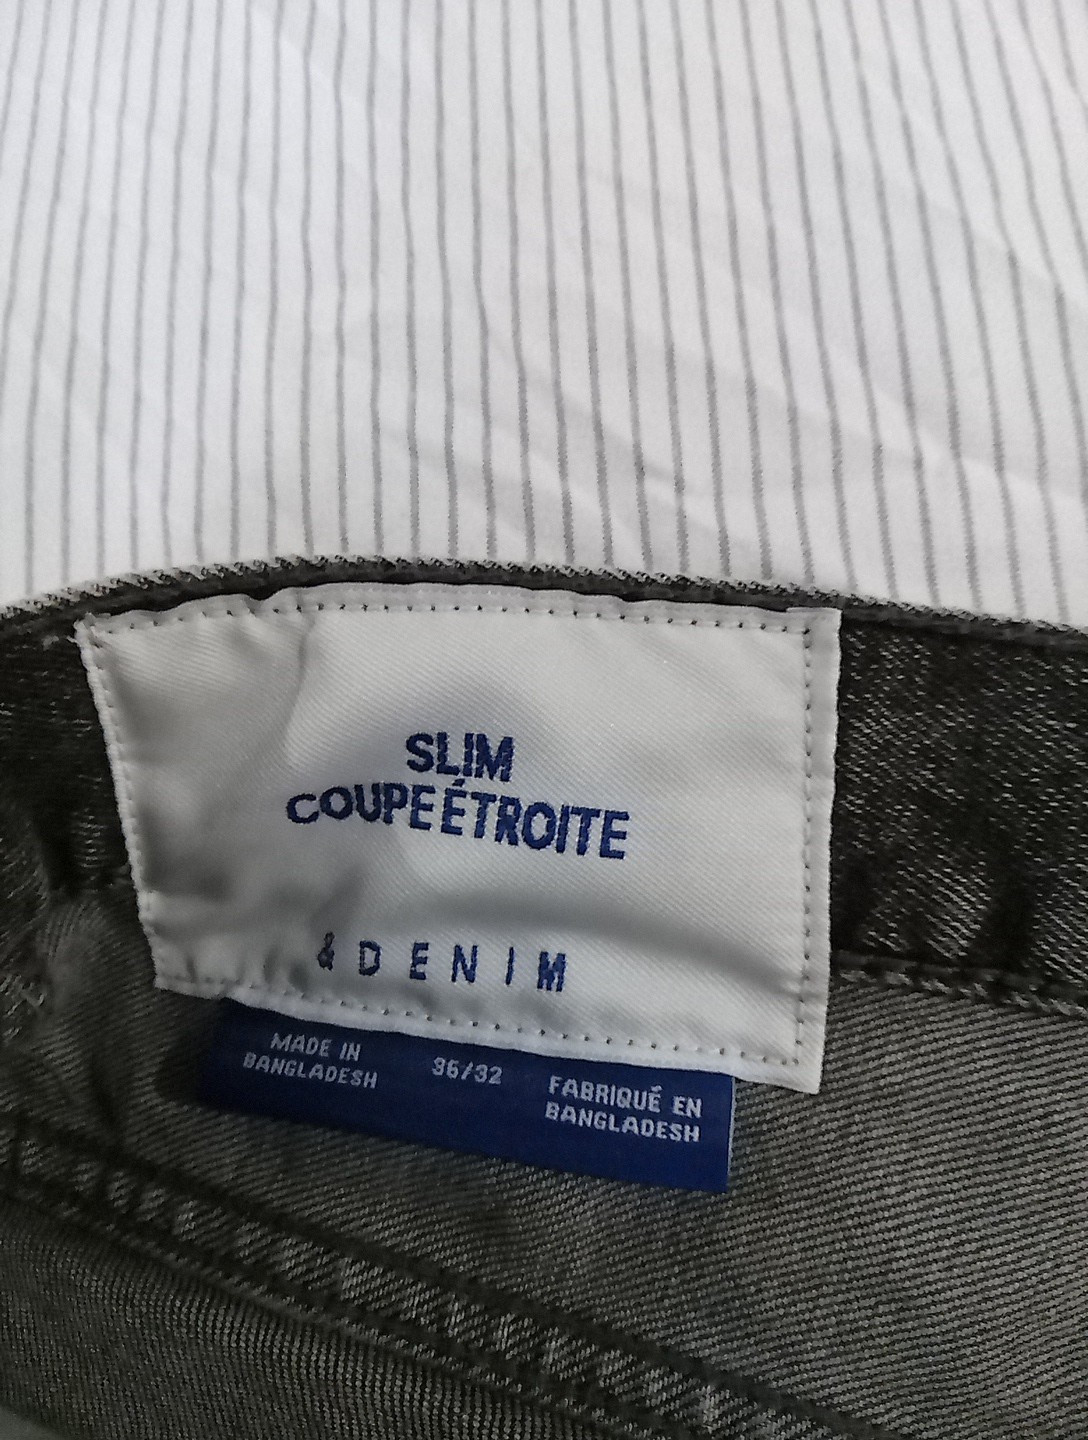 SLIM
COUPE ÉTROITE
& DENIM
MADE IN
BANGLADESH
36/32
FABRIQUÉ EN
BANGLADESH